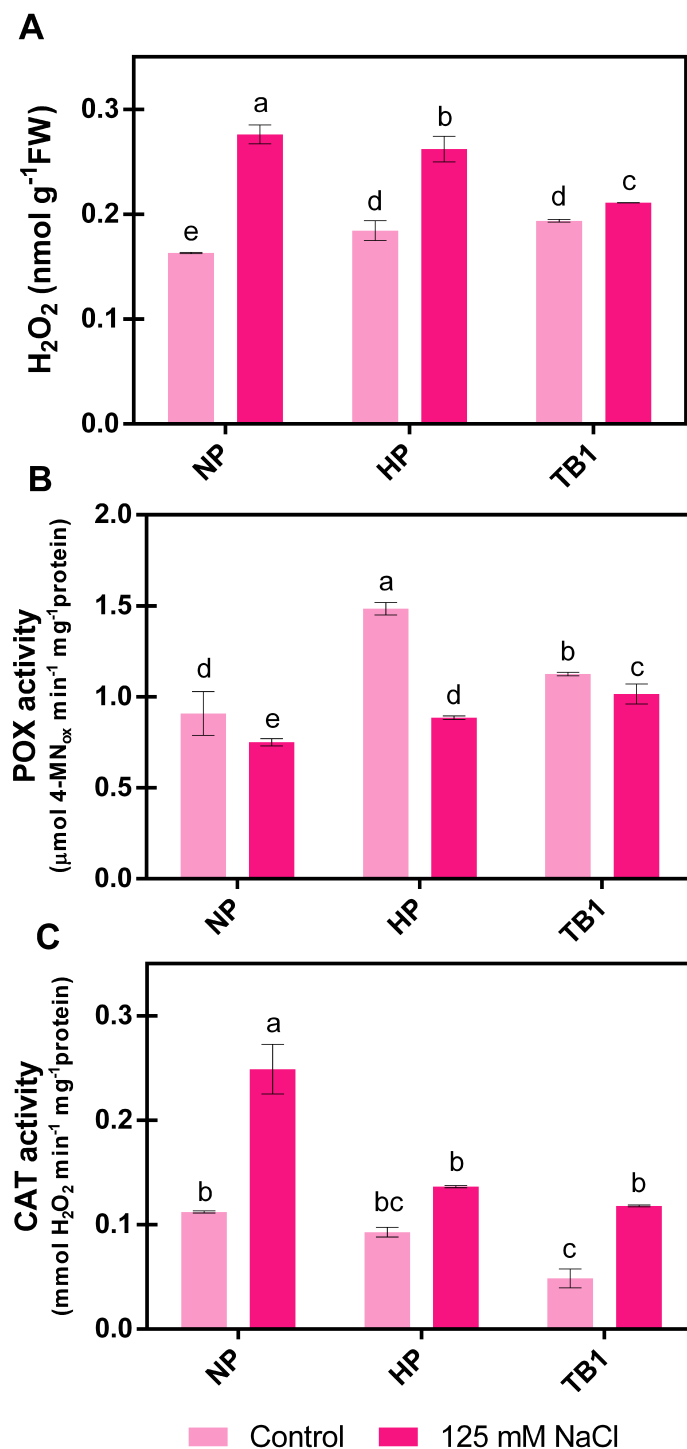 A
H₂O₂ (nmol g⁻¹FW)
0.3
0.2
0.1
0.0
e a d b d c
NP HP TB1
B
POX activity
(μmol 4-MNₒₓ min⁻¹ mg⁻¹protein)
2.0
1.5
1.0
0.5
0.0
d e a d b c
NP HP TB1
C
CAT activity
(mmol H₂O₂ min⁻¹ mg⁻¹protein)
0.3
0.2
0.1
0.0
b a bc b c b
NP HP TB1
Control 125 mM NaCl